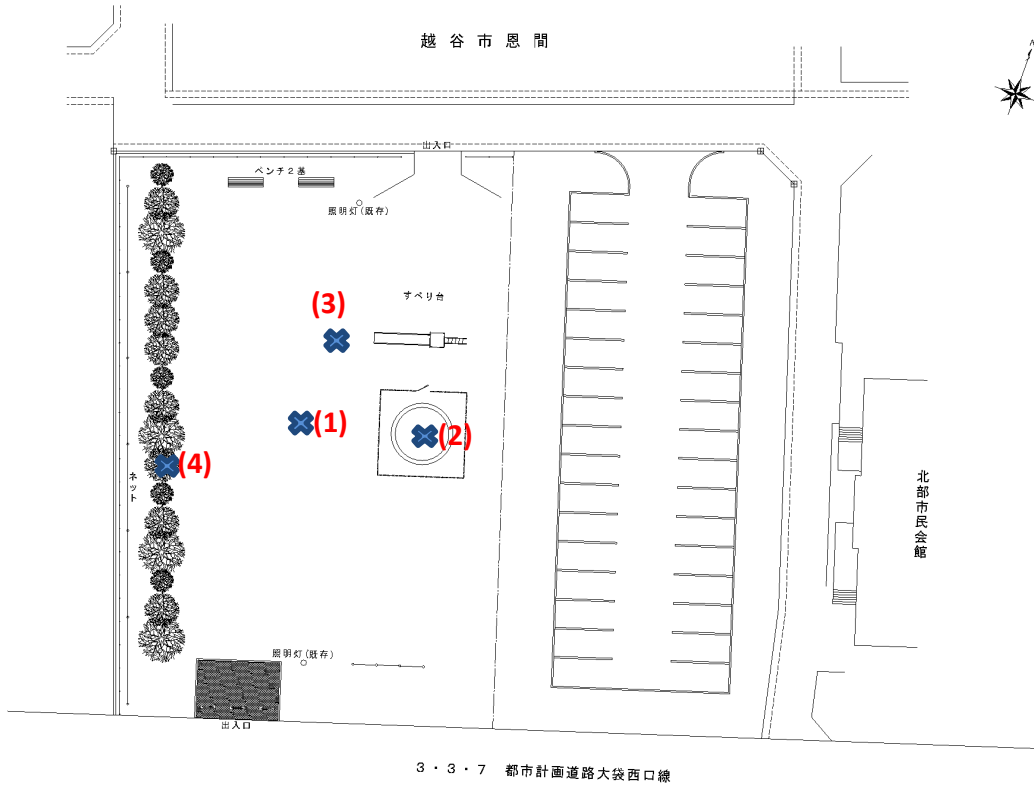 越谷市恩間
N
出入口
ベンチ2基
照明灯(既存)
すべり台
(3)
(1)
(2)
(4)
ネット
北部市民会館
照明灯(既存)
出入口
3・3・7 都市計画道路大袋西口線